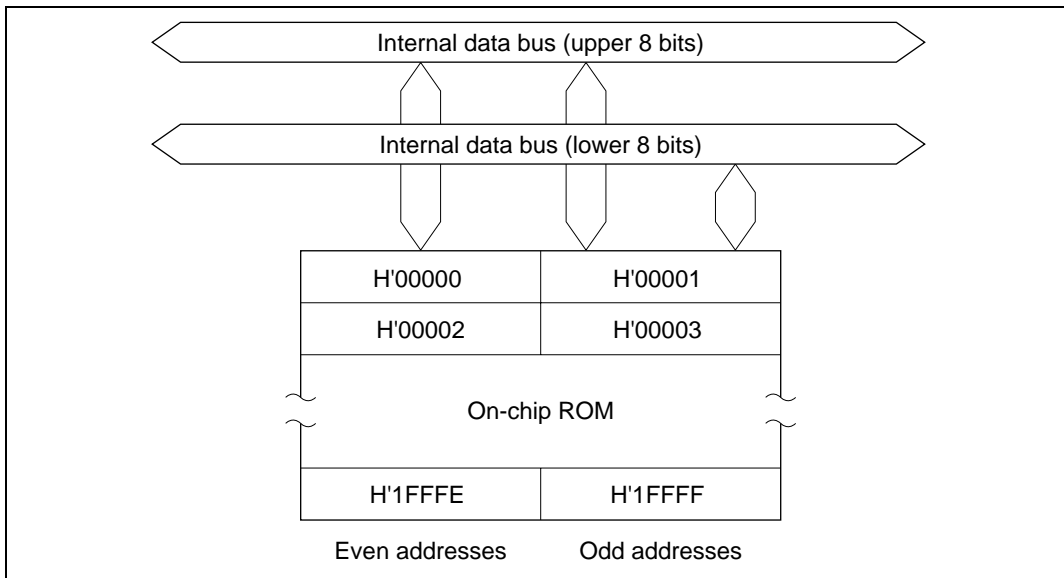 Internal data bus (upper 8 bits)
Internal data bus (lower 8 bits)
H'00000 H'00001
H'00002 H'00003
On-chip ROM
H'1FFFE H'1FFFF
Even addresses Odd addresses